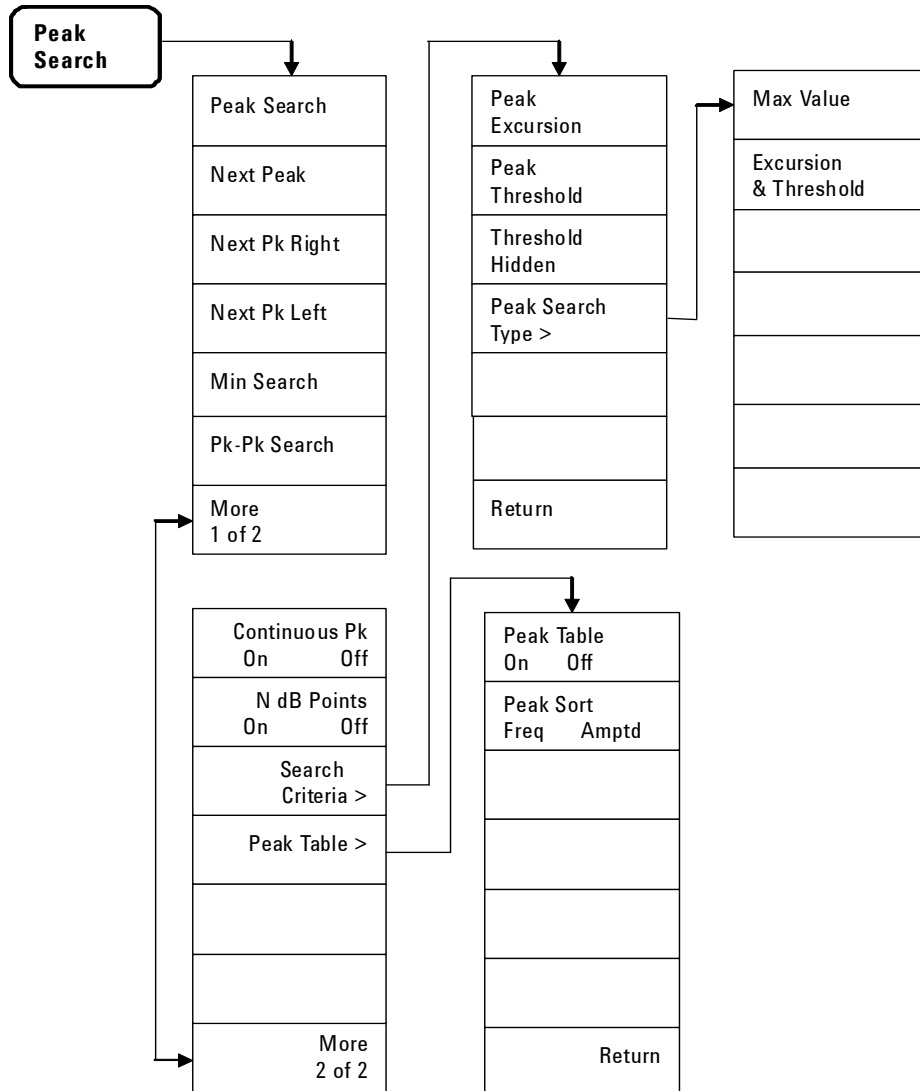 Peak
Search
Peak Search
Next Peak
Next Pk Right
Next Pk Left
Min Search
Pk-Pk Search
More
1 of 2
Continuous Pk
On Off
N dB Points
On Off
Search
Criteria >
Peak Table >
More
2 of 2
Peak
Excursion
Peak
Threshold
Threshold
Hidden
Peak Search
Type >
Return
Max Value
Excursion
& Threshold
Peak Table
On Off
Peak Sort
Freq Amptd
Return